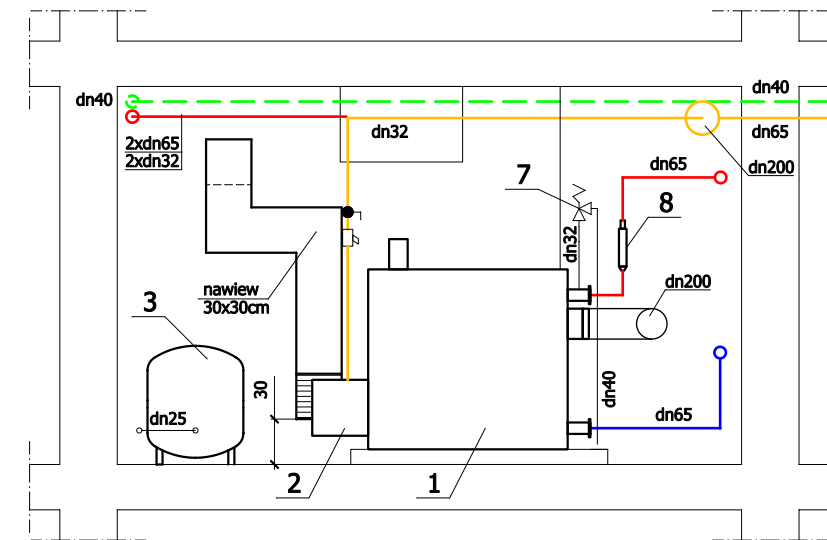 dn40
dn40
dn32
dn65
2xdn65
2xdn32
dn65
dn200
7
8
dn32
nawiew
30x30cm
dn200
3
30
dn40
dn25
dn65
2
1